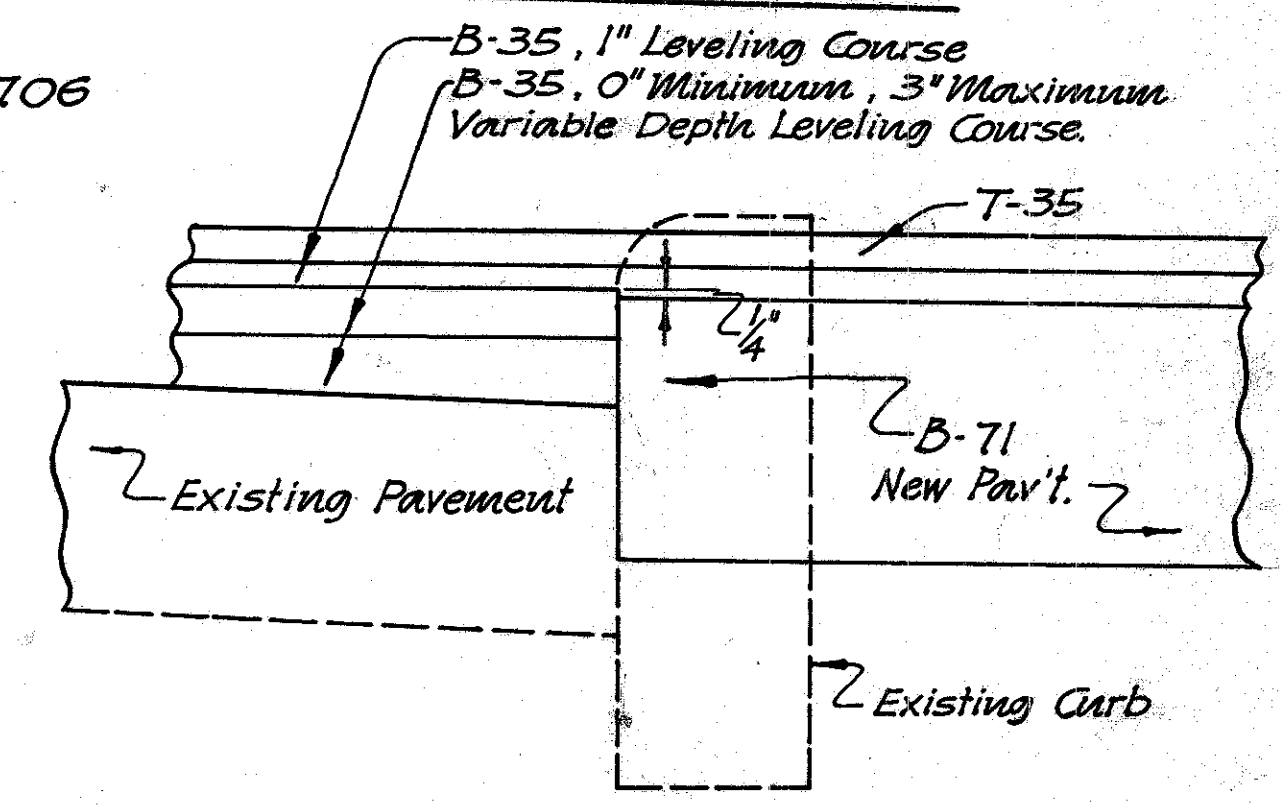 706
B-35, 1" Leveling Course
B-35, 0" Minimum, 3" Maximum
Variable Depth Leveling Course.
T-35
1/4"
B-71
New Pav't.
Existing Pavement
Existing Curb